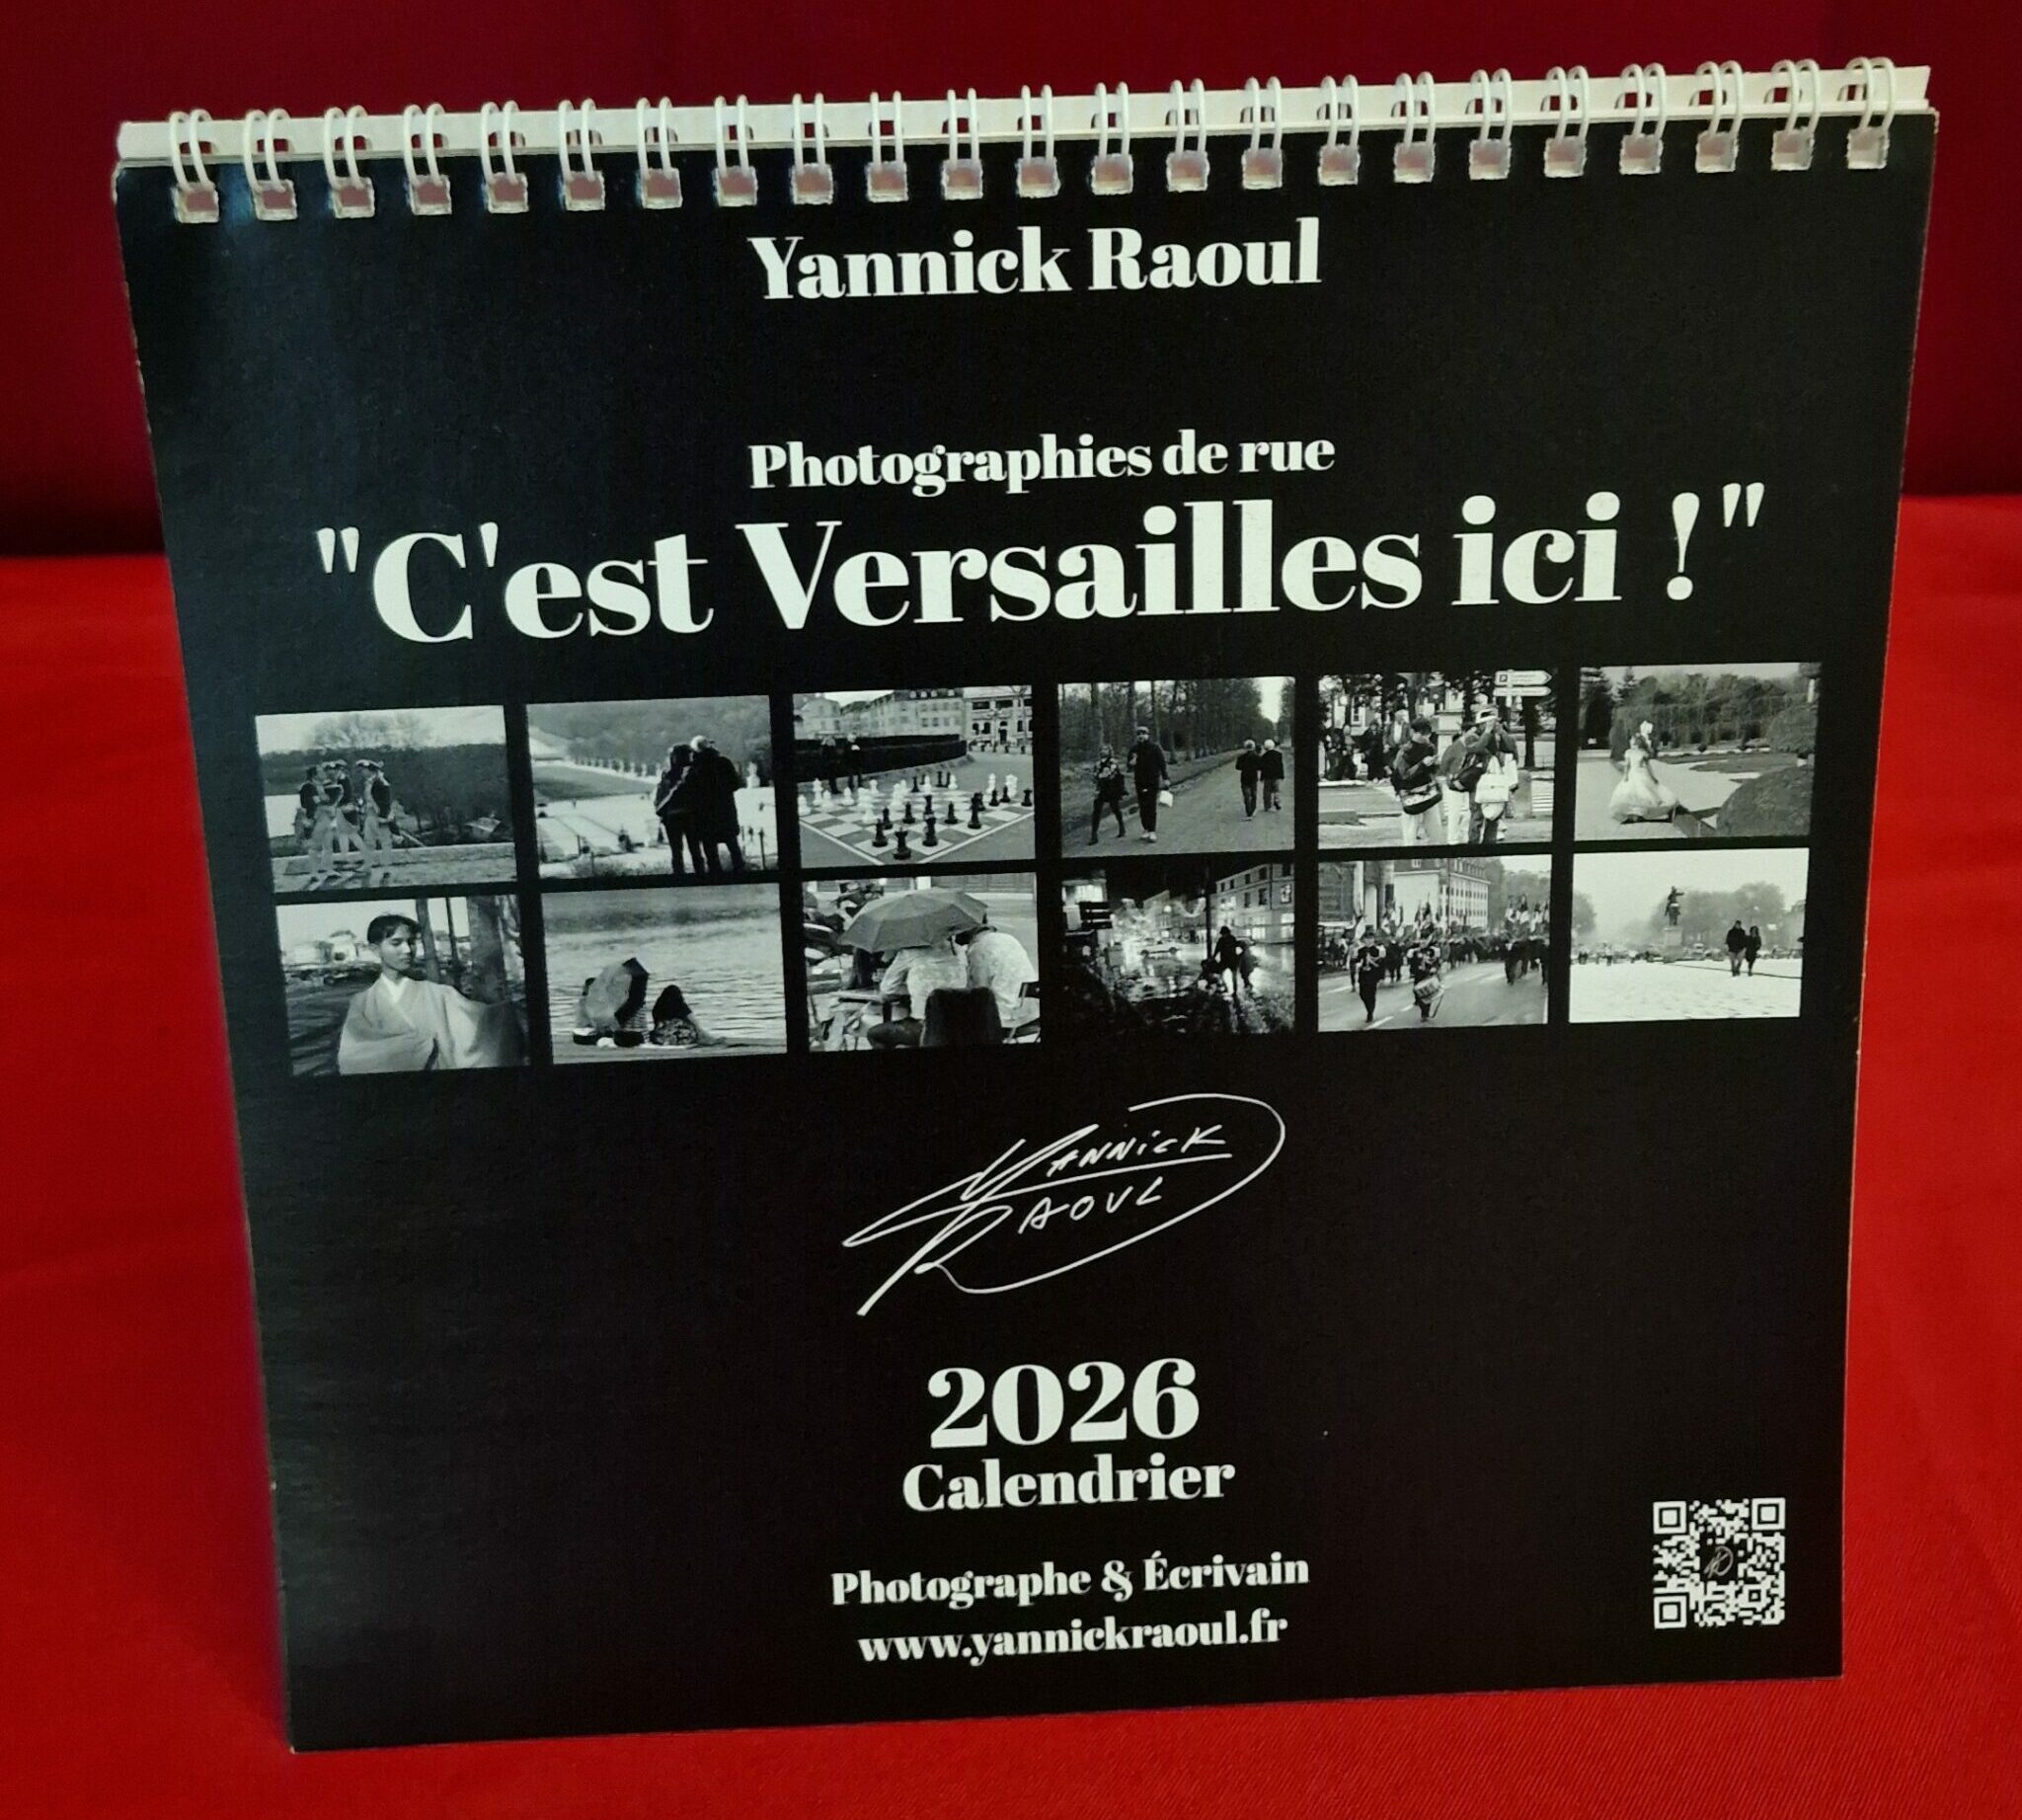 Yannick Raoul
Photographies de rue
"C'est Versailles ici !"
YANNICK
RAOUL
2026
Calendrier
Photographe & Écrivain
www.yannickraoul.fr